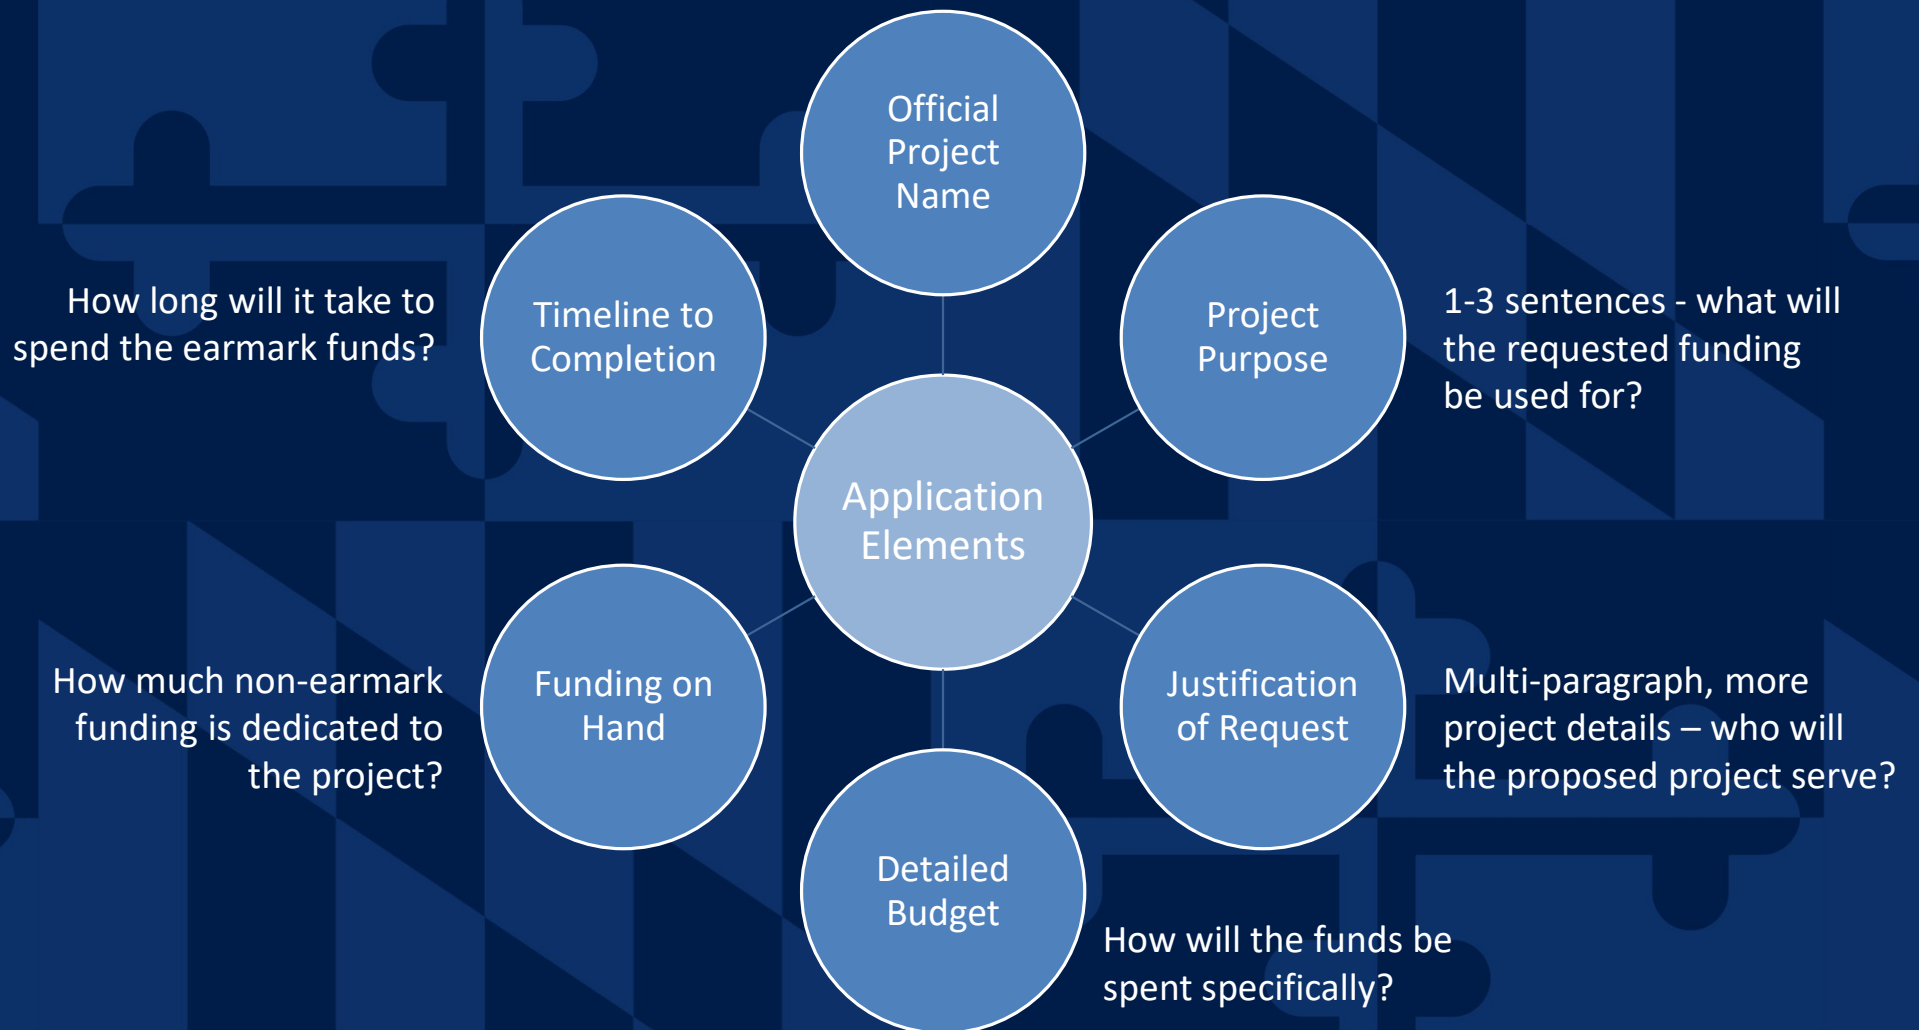 Official
Project
Name
Project
Purpose
1-3 sentences - what will
the requested funding
be used for?
Justification
of Request
Multi-paragraph, more
project details – who will
the proposed project serve?
Detailed
Budget
How will the funds be
spent specifically?
Funding on
Hand
How much non-earmark
funding is dedicated to
the project?
Timeline to
Completion
How long will it take to
spend the earmark funds?
Application
Elements